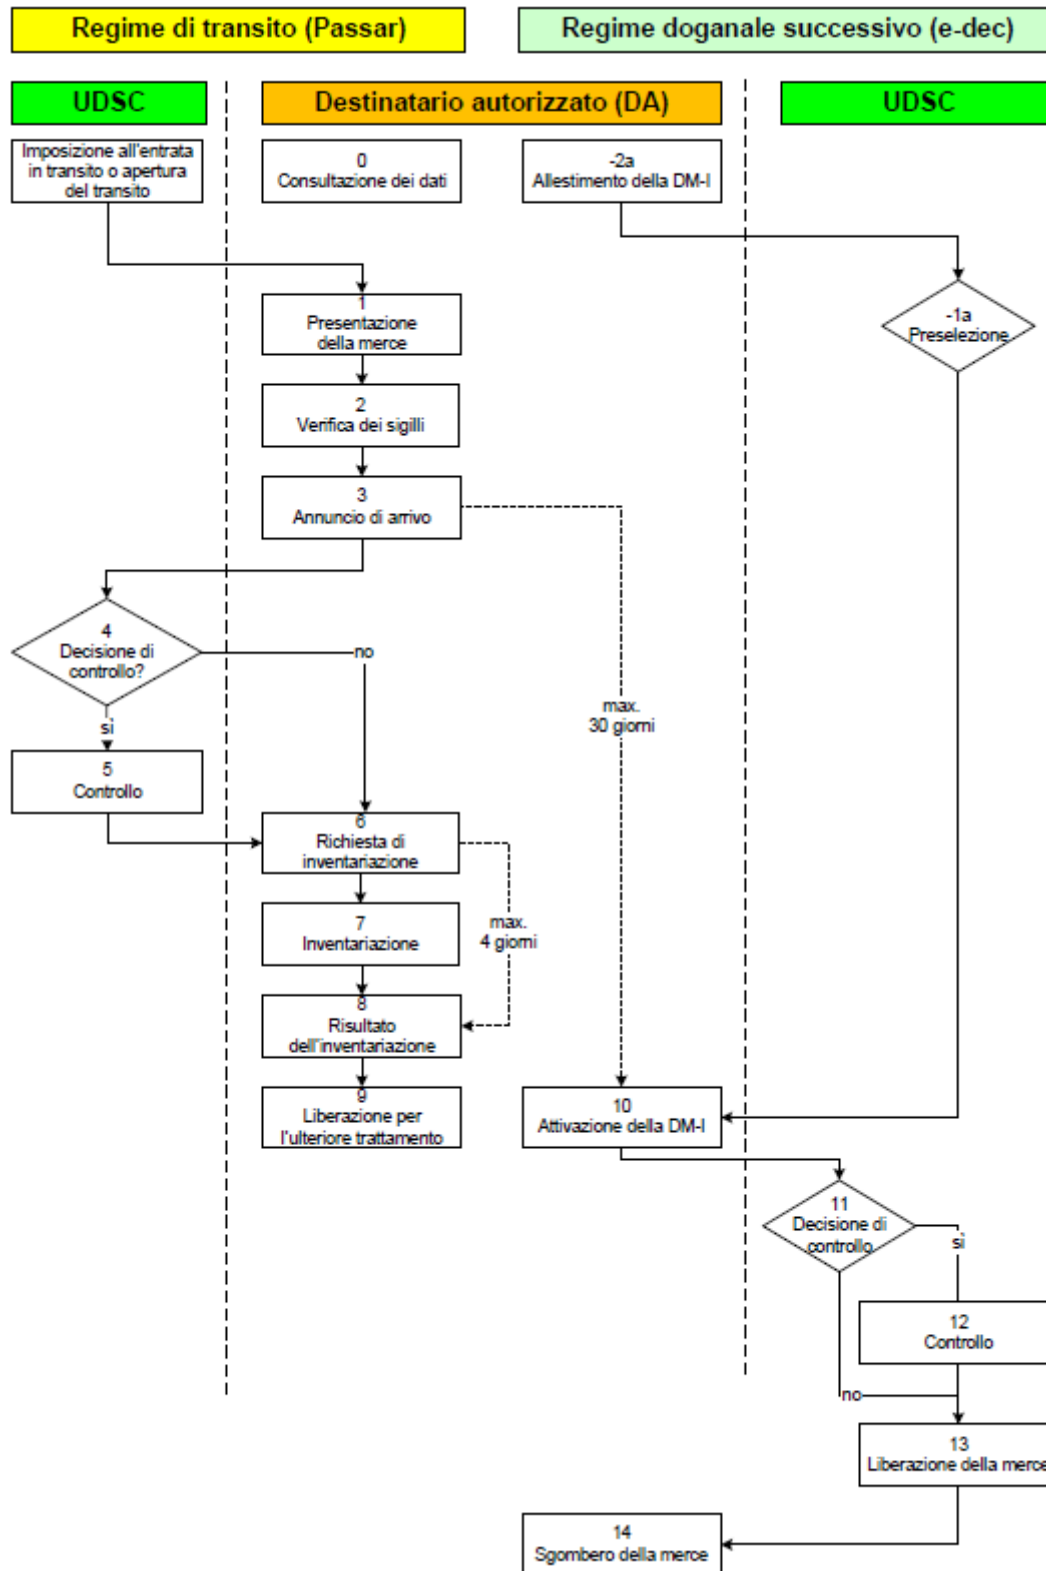 Regime di transito (Passar)
Regime doganale successivo (e-dec)
UDSC
Destinatario autorizzato (DA)
UDSC
Imposizione all'entrata
in transito o apertura
del transito
0
Consultazione dei dati
-2a
Allestimento della DM-I
1
Presentazione
della merce
-1a
Preselezione
2
Verifica dei sigilli
3
Annuncio di arrivo
4
Decisione di
controllo?
no
sì
max.
30 giorni
5
Controllo
6
Richiesta di
inventariazione
7
Inventariazione
max.
4 giorni
8
Risultato
dell'inventariazione
9
Liberazione per
l'ulteriore trattamento
10
Attivazione della DM-I
11
Decisione di
controllo
sì
12
Controllo
no
13
Liberazione della merce
14
Sgombero della merce